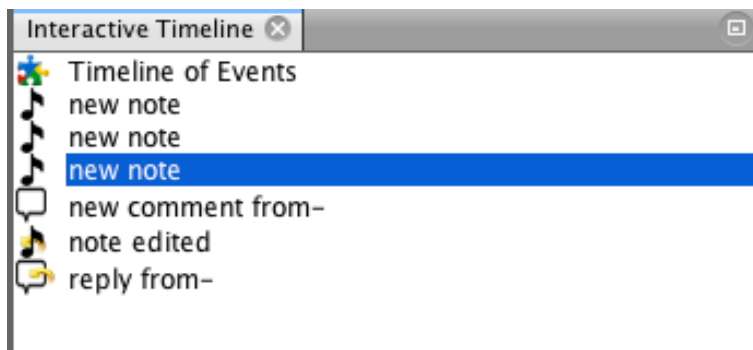 Interactive Timeline
Timeline of Events
new note
new note
new note
new comment from-
note edited
reply from-